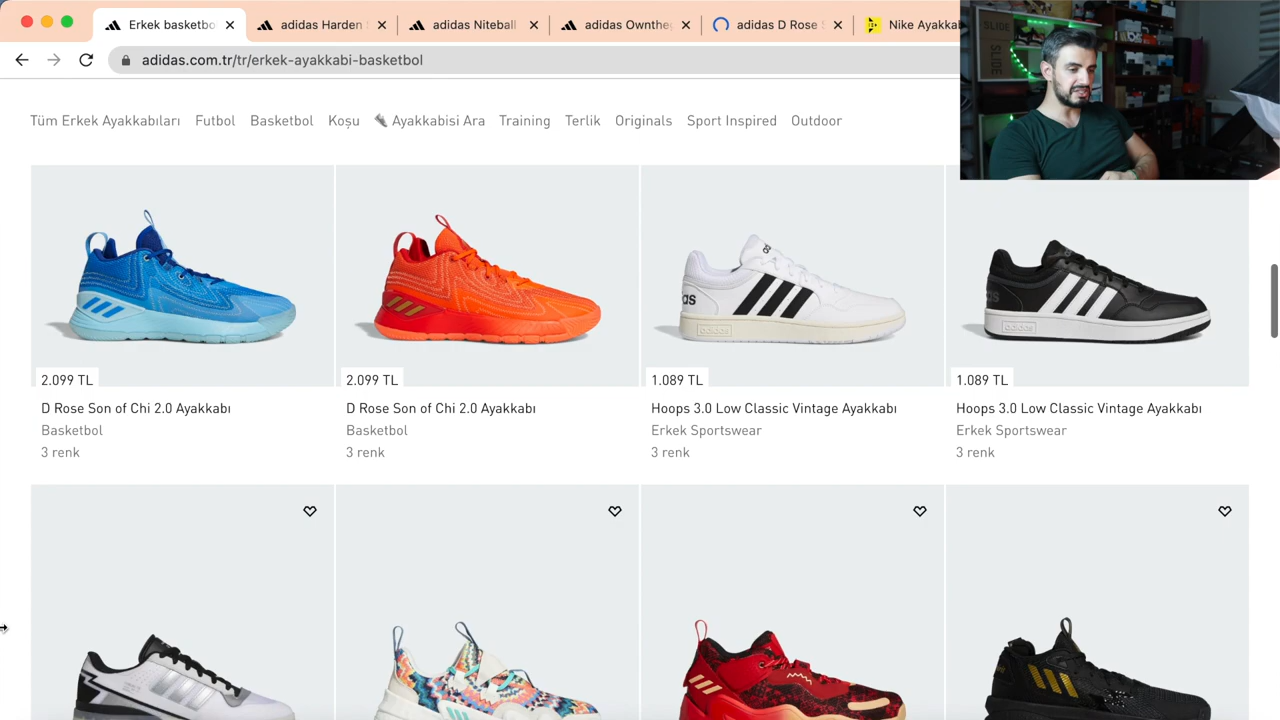 Erkek basketbo
adidas Harden
adidas Niteball
adidasOwnthe
adidas D Rose
Nike Ayakkab
adidas.com.tr/tr/erkek-ayakkabi-basketbol
SLIDE
SLIDE
Tüm Erkek Ayakkabıları Futbol Basketbol Koşu Ayakkabisi Ara Training Terlik Originals Sport Inspired Outdoor
adidas
adidas
2.099 TL
2.099 TL
1.089 TL
1.089 TL
D Rose Son of Chi 2.0 Ayakkabı
D Rose Son of Chi 2.0 Ayakkabı
Hoops 3.0 Low Classic Vintage Ayakkabı
Hoops 3.0 Low Classic Vintage Ayakkabı
Basketbol
Basketbol
Erkek Sportswear
Erkek Sportswear
3 renk
3 renk
3 renk
3 renk